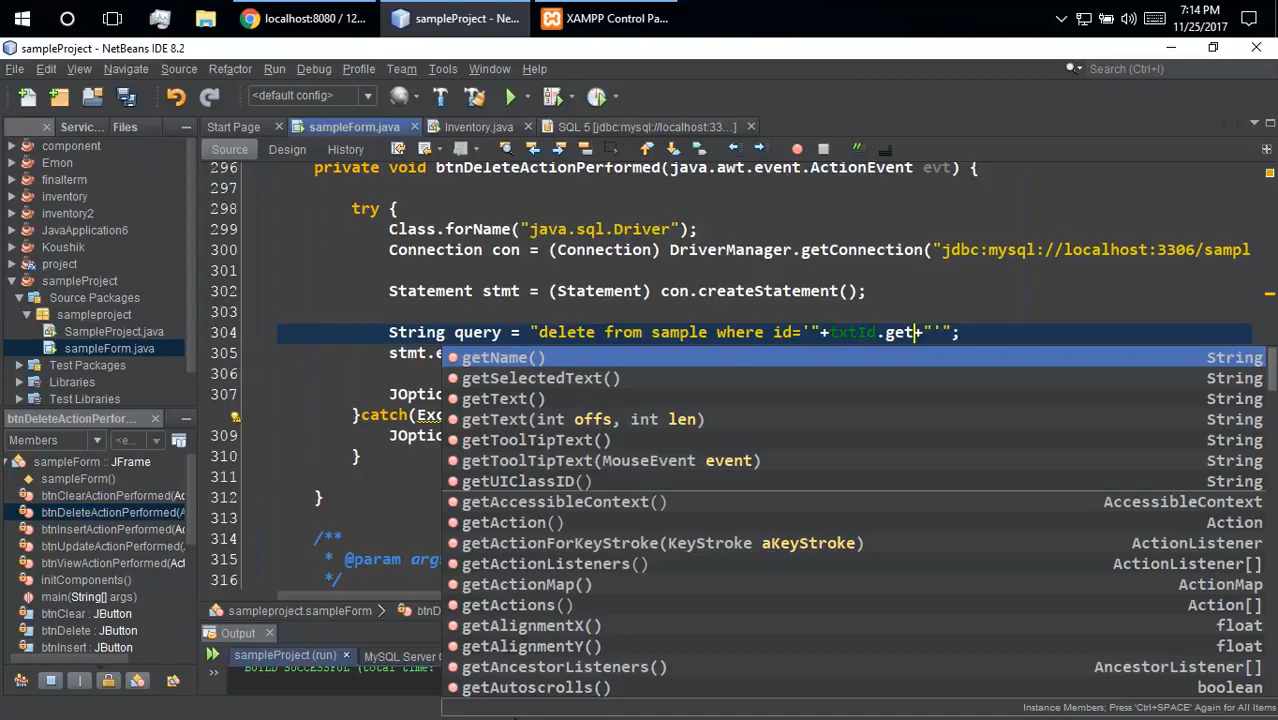 localhost:8080 / 12...
sampleProject - Ne...
XAMPP Control Pa...
7:14 PM
11/25/2017
sampleProject - NetBeans IDE 8.2
File Edit View Navigate Source Refactor Run Debug Profile Team Tools Window Help
Search (Ctrl+I)
<default config>
Servic... Files
Start Page
sampleForm.java
Inventory.java
SQL 5 [jdbc:mysql://localhost:33...]
Source Design History
component
Emon
finalterm
inventory
inventory2
JavaApplication6
Koushik
project
sampleProject
Source Packages
sampleproject
SampleProject.java
sampleForm.java
Test Packages
Libraries
Test Libraries
btnDeleteActionPerfor...
Members
<e...
sampleForm :: JFrame
sampleForm()
btnClearActionPerformed(Ac
btnDeleteActionPerformed(A
btnInsertActionPerformed(Ac
btnUpdateActionPerformed(A
btnViewActionPerformed(Ac
initComponents()
main(String[] args)
btnClear : JButton
btnDelete : JButton
btnInsert : JButton
296 private void btnDeleteActionPerformed(java.awt.event.ActionEvent evt) {
297
298 try {
299 Class.forName("java.sql.Driver");
300 Connection con = (Connection) DriverManager.getConnection("jdbc:mysql://localhost:3306/sampl
301
302 Statement stmt = (Statement) con.createStatement();
303
304 String query = "delete from sample where id='"+txtId.get+"'";
305 stmt.e
306
307 JOptio
}catch(Exc
309 JOptio
310 }
311
312 }
313
314 /**
315 * @param args
316 */
getName() String
getSelectedText() String
getText() String
getText(int offs, int len) String
getToolTipText() String
getToolTipText(MouseEvent event) String
getUIClassID() String
getAccessibleContext() AccessibleContext
getAction() Action
getActionForKeyStroke(KeyStroke aKeyStroke) ActionListener
getActionListeners() ActionListener[]
getActionMap() ActionMap
getActions() Action[]
getAlignmentX() float
getAlignmentY() float
getAncestorListeners() AncestorListener[]
getAutoscrolls() boolean
Instance Members; Press 'Ctrl+SPACE' Again for All Items
sampleproject.sampleForm
btnD
Output
sampleProject (run)
MySQL Server
BUILD SUCCESSFUL (total time: